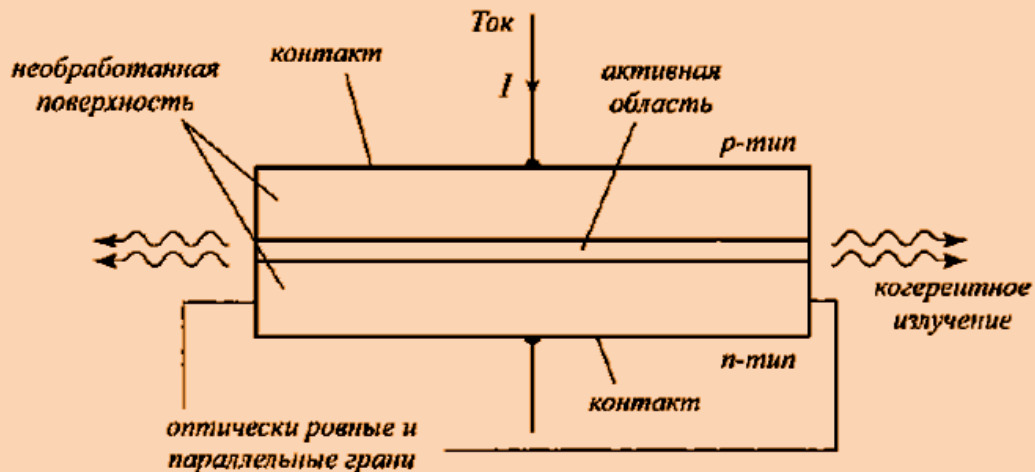 Ток
необработанная
поверхность
контакт
I
активная
область
р-тип
когерентное
излучение
n-тип
контакт
оптически ровные и
параллельные грани